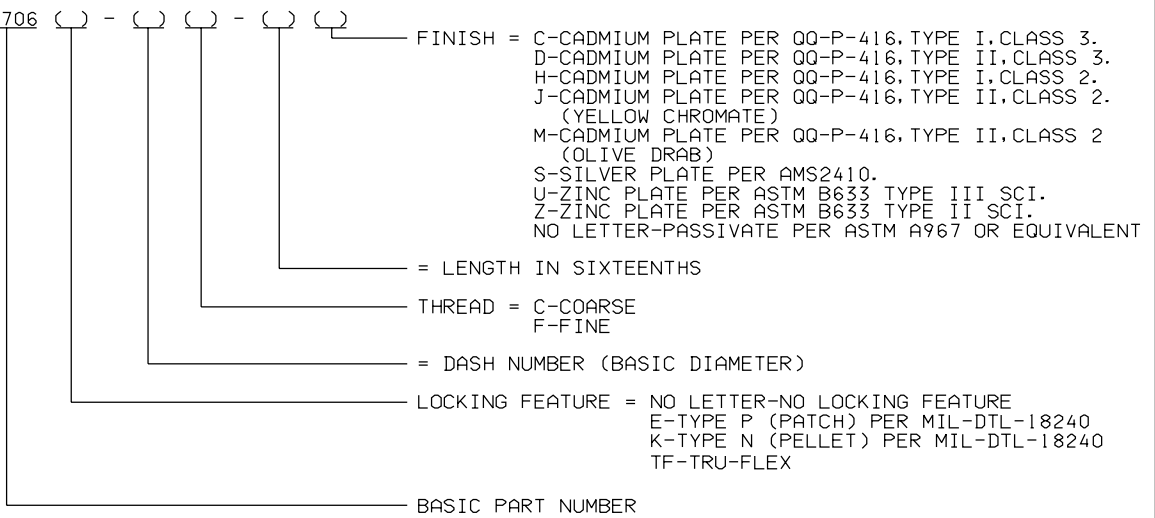 706 ( ) - ( ) ( ) - ( ) ( )
FINISH = C-CADMIUM PLATE PER QQ-P-416, TYPE I, CLASS 3.
D-CADMIUM PLATE PER QQ-P-416, TYPE II, CLASS 3.
H-CADMIUM PLATE PER QQ-P-416, TYPE I, CLASS 2.
J-CADMIUM PLATE PER QQ-P-416, TYPE II, CLASS 2.
(YELLOW CHROMATE)
M-CADMIUM PLATE PER QQ-P-416, TYPE II, CLASS 2
(OLIVE DRAB)
S-SILVER PLATE PER AMS2410.
U-ZINC PLATE PER ASTM B633 TYPE III SCI.
Z-ZINC PLATE PER ASTM B633 TYPE II SCI.
NO LETTER-PASSIVATE PER ASTM A967 OR EQUIVALENT
= LENGTH IN SIXTEENTHS
THREAD = C-COARSE
F-FINE
= DASH NUMBER (BASIC DIAMETER)
LOCKING FEATURE = NO LETTER-NO LOCKING FEATURE
E-TYPE P (PATCH) PER MIL-DTL-18240
K-TYPE N (PELLET) PER MIL-DTL-18240
TF-TRU-FLEX
BASIC PART NUMBER